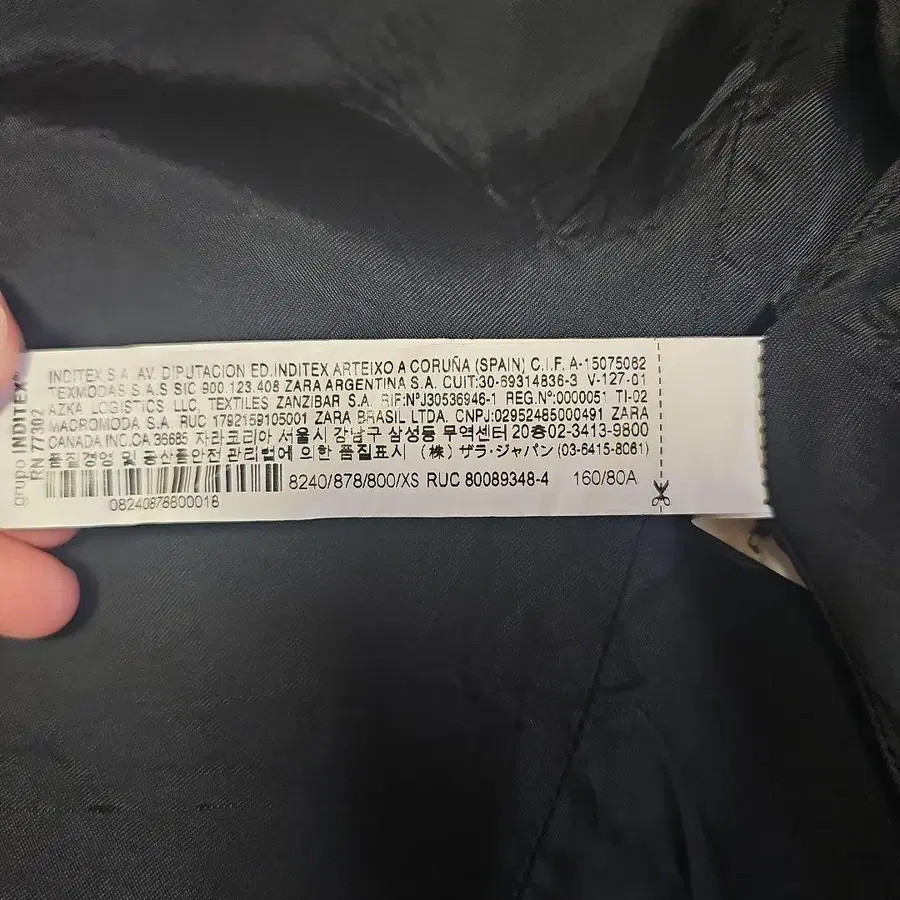 grupo INDITEX
RN 77302
INDITEX S.A. AV. DIPUTACION ED.INDITEX ARTEIXO A CORUÑA (SPAIN) C.I.F. A-15075062
TEXMODAS S.A.S SIC 900.123.408 ZARA ARGENTINA S.A. CUIT:30-69314836-3 V-127-01
AZKA LOGISTICS LLC, TEXTILES ZANZIBAR S.A. RIF:NºJ30536946-1 REG.Nº:0000051 TI-02
MACROMODA S.A. RUC 1792159105001 ZARA BRASIL LTDA. CNPJ:02952485000491 ZARA
CANADA INC.CA 36685 자라코리아 서울시 강남구 삼성동 무역센터 20층02-3413-9800
품질경영 및 공산품안전관리법에 의한 품질표시 (株) ザラ・ジャパン (03-6415-8061)
8240/878/800/XS RUC 80089348-4 160/80A
08240878800018